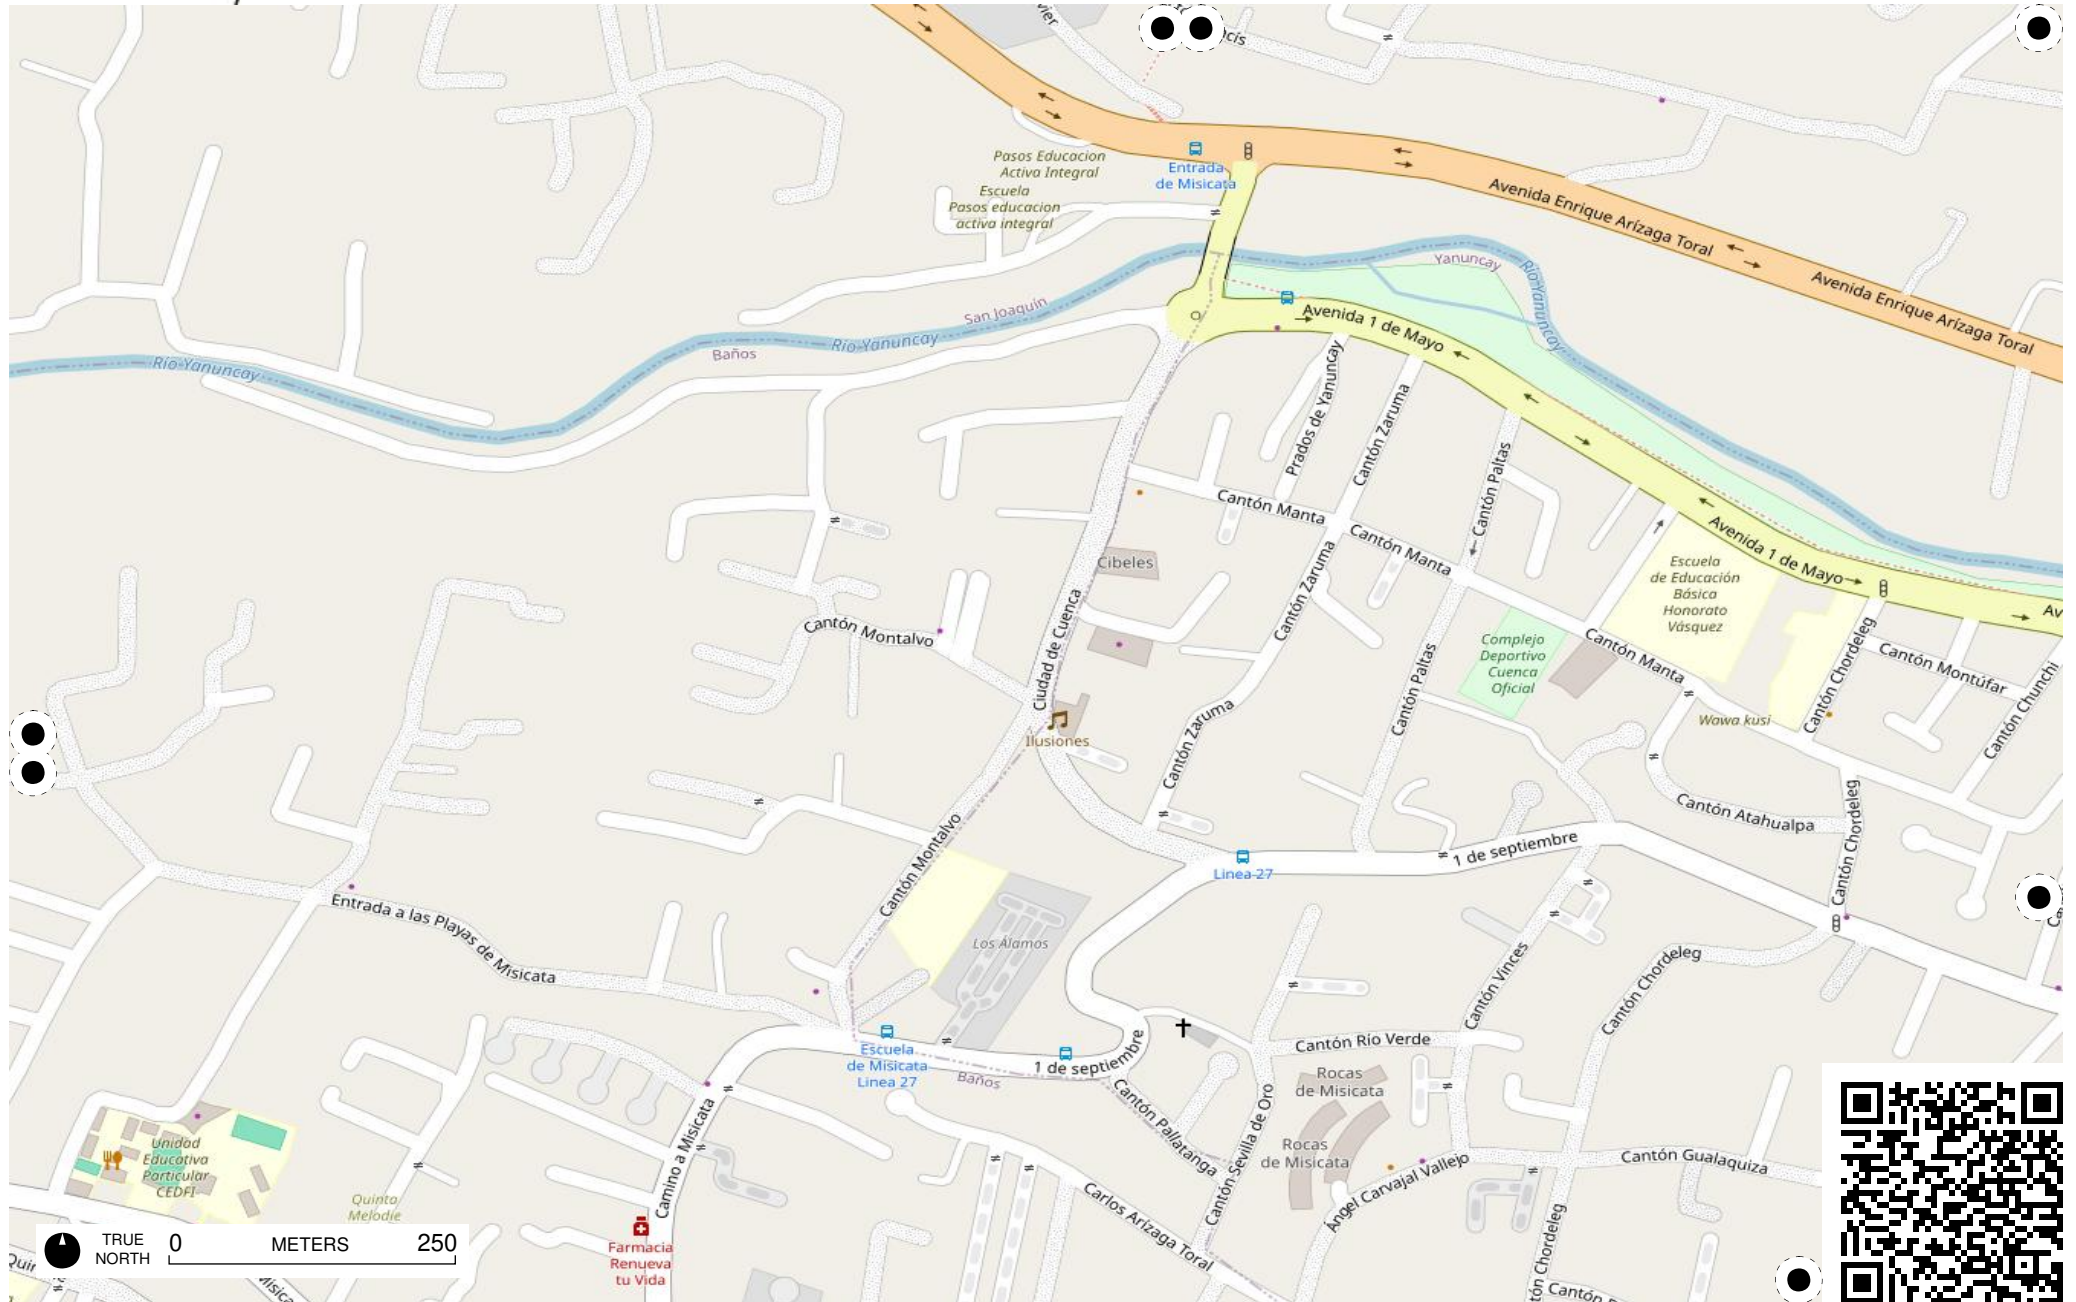 Avenida Enrique Arízaga Toral
Avenida Enrique Arízaga Toral
Pasos Educacion
Activa Integral
Escuela
Pasos educacion
activa integral
Entrada
de Misicata
Yanuncay
Río Yanuncay
San Joaquín
Baños
Río Yanuncay
Río Yanuncay
Avenida 1 de Mayo
Prados de Yanuncay
Cantón Zaruma
Cantón Paltas
Cantón Manta
Cantón Manta
Avenida 1 de Mayo
Av
Cibeles
Escuela
de Educación
Básica
Honorato
Vásquez
Cantón Zaruma
Ciudad de Cuenca
Cantón Montalvo
Complejo
Deportivo
Cuenca
Oficial
Cantón Manta
Cantón Paltas
Cantón Chordeleg
Cantón Montúfar
Cantón Chunchi
Wawa kusi
Ilusiones
Cantón Zaruma
Cantón Atahualpa
Cantón Chordeleg
Cantón Montalvo
1 de septiembre
Linea 27
Entrada a las Playas de Misicata
Los Álamos
Cantón Vinces
Cantón Chordeleg
Escuela
de Misicata
Linea 27
Baños
1 de septiembre
Cantón Río Verde
Rocas
de Misicata
Cantón Pallatanga
Cantón Sevilla de Oro
Rocas
de Misicata
Ángel Carvajal Vallejo
Cantón Gualaquiza
Camino a Misicata
Unidad
Educativa
Particular
CEDFI
Quinta
Melodie
Carlos Arízaga Toral
Farmacia
Renueva
tu Vida
Cantón
TRUE
NORTH
0 METERS 250